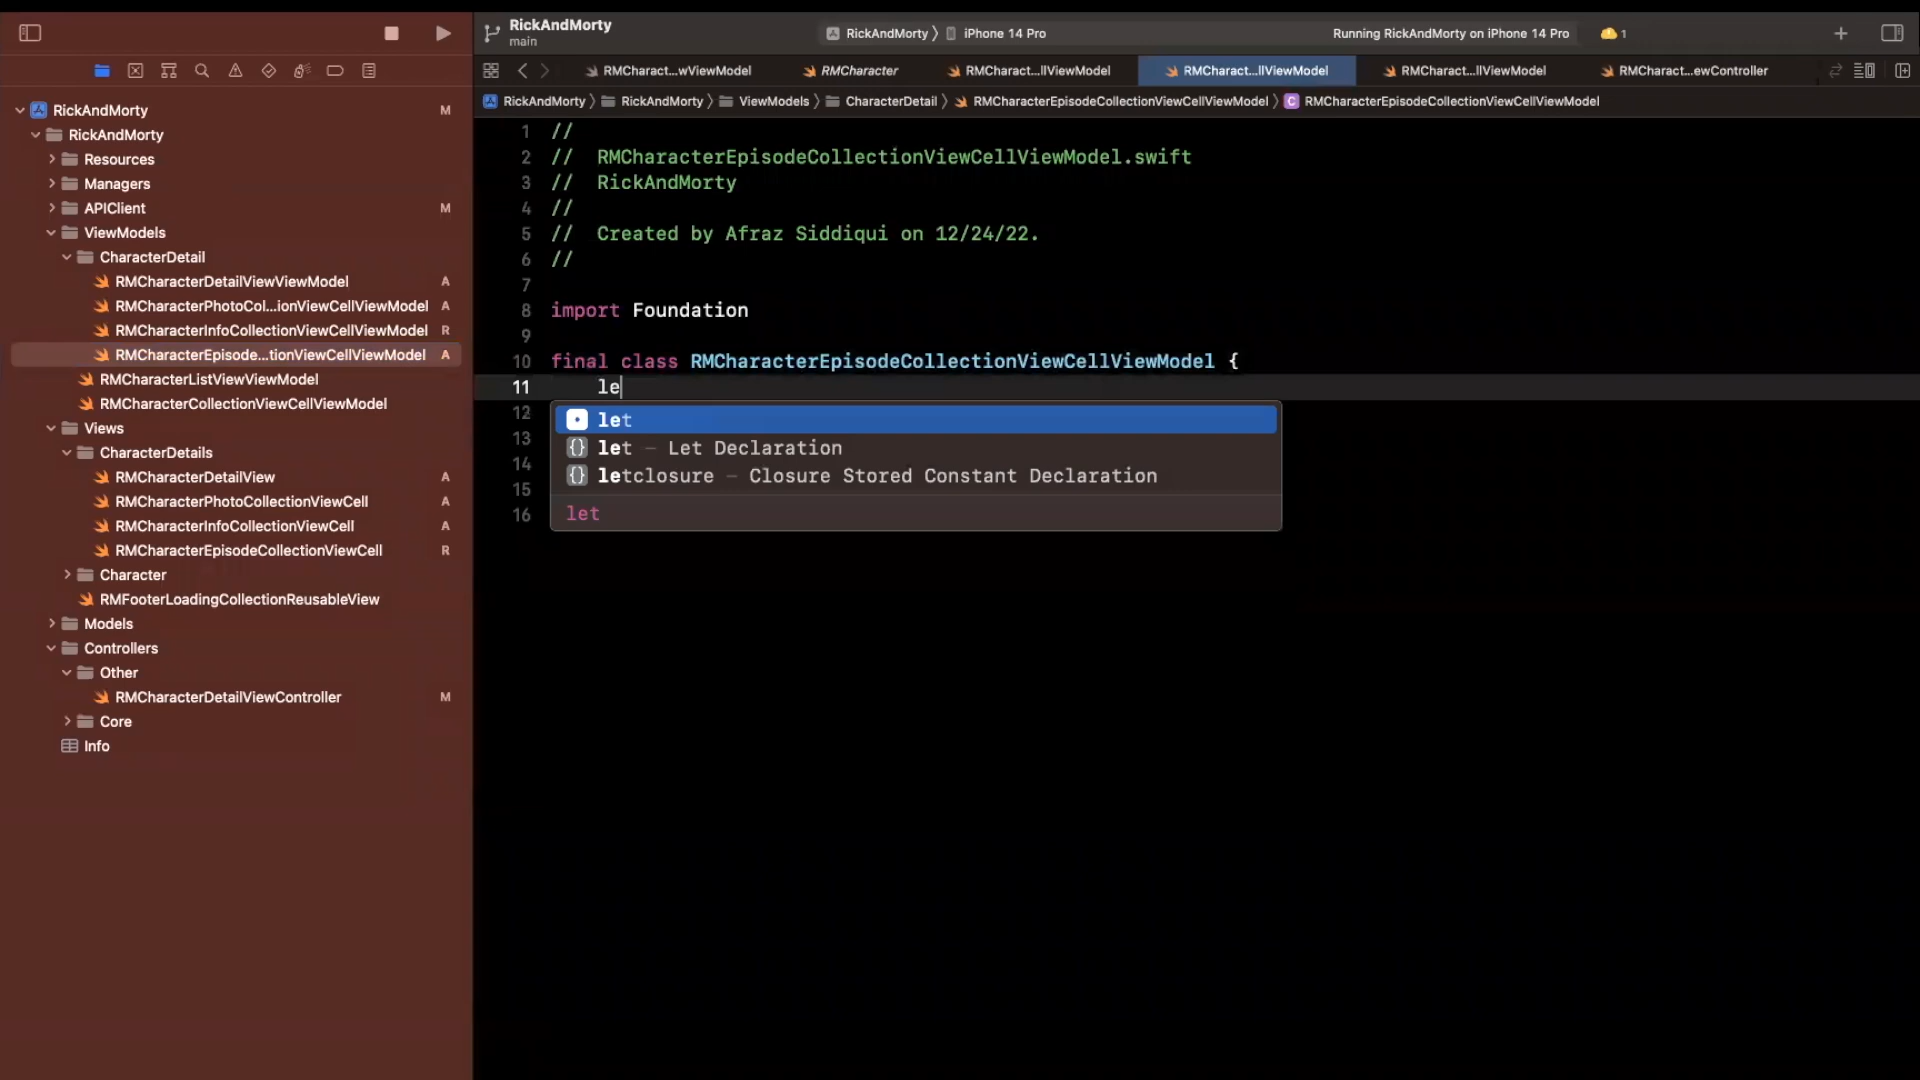 RickAndMorty
main
RickAndMorty
iPhone 14 Pro
Running RickAndMorty on iPhone 14 Pro
1
RMCharact...wViewModel
RMCharacter
RMCharact...llViewModel
RMCharact...llViewModel
RMCharact...llViewModel
RMCharact...ewController
RickAndMorty
RickAndMorty
ViewModels
CharacterDetail
RMCharacterEpisodeCollectionViewCellViewModel
C RMCharacterEpisodeCollectionViewCellViewModel
RickAndMorty M
RickAndMorty
Resources
Managers
APIClient M
ViewModels
CharacterDetail
RMCharacterDetailViewViewModel A
RMCharacterPhotoCol...ionViewCellViewModel A
RMCharacterInfoCollectionViewCellViewModel R
RMCharacterEpisode...tionViewCellViewModel A
RMCharacterListViewViewModel
RMCharacterCollectionViewCellViewModel
Views
CharacterDetails
RMCharacterDetailView A
RMCharacterPhotoCollectionViewCell A
RMCharacterInfoCollectionViewCell A
RMCharacterEpisodeCollectionViewCell R
Character
RMFooterLoadingCollectionReusableView
Models
Controllers
Other
RMCharacterDetailViewController M
Core
Info
1 //
2 //  RMCharacterEpisodeCollectionViewCellViewModel.swift
3 //  RickAndMorty
4 //
5 //  Created by Afraz Siddiqui on 12/24/22.
6 //
7
8 import Foundation
9
10 final class RMCharacterEpisodeCollectionViewCellViewModel {
11     le
12
13
14
15
16
let
{} let – Let Declaration
{} letclosure – Closure Stored Constant Declaration
let